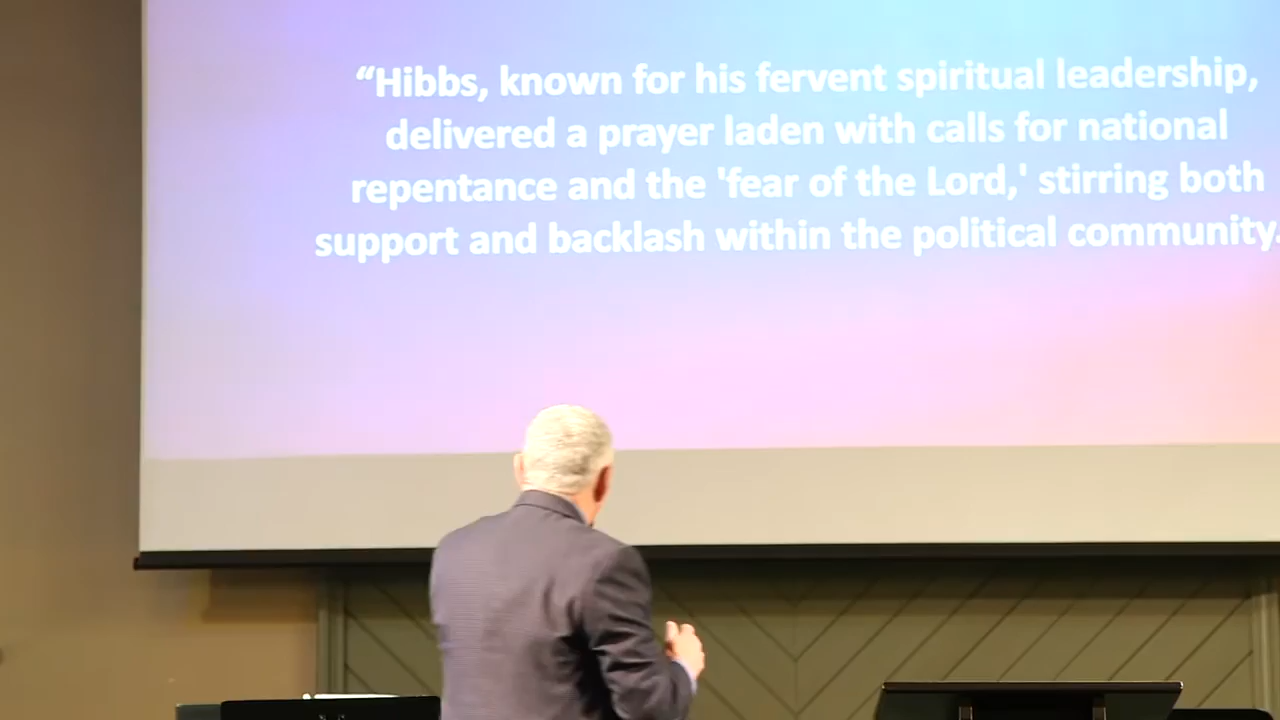 “Hibbs, known for his fervent spiritual leadership,
delivered a prayer laden with calls for national
repentance and the 'fear of the Lord,' stirring both
support and backlash within the political community.